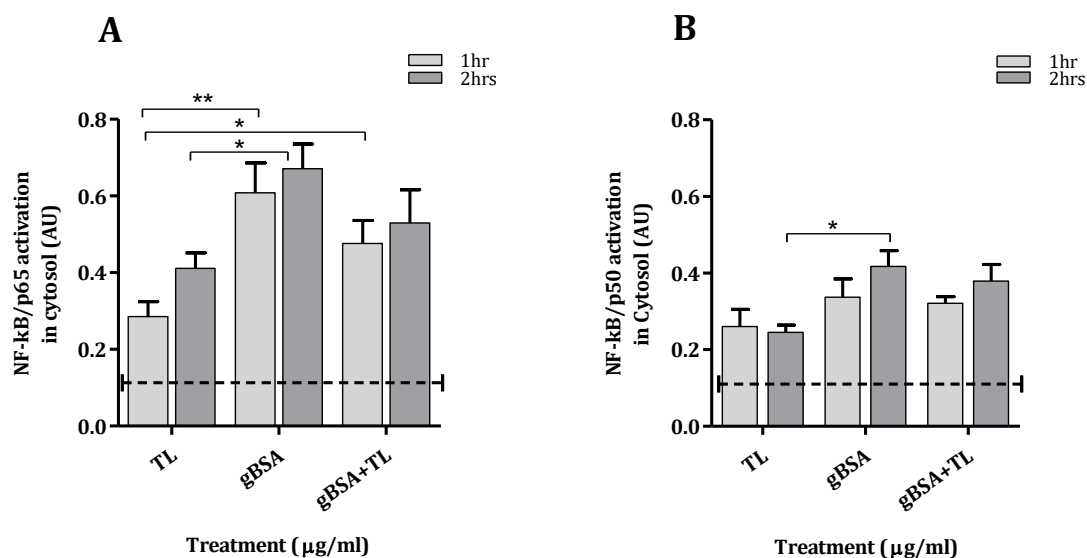 A
1hr
2hrs
**
*
*
0.8
0.6
0.4
0.2
0.0
NF-kB/p65 activation
in cytosol (AU)
TL
gBSA
gBSA+TL
Treatment (µg/ml)
B
1hr
2hrs
*
0.8
0.6
0.4
0.2
0.0
NF-kB/p50 activation
in Cytosol (AU)
TL
gBSA
gBSA+TL
Treatment (µg/ml)